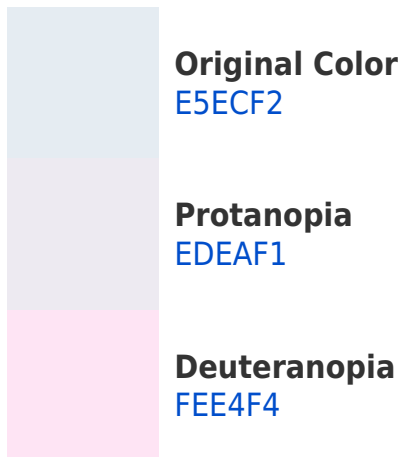 Original Color
E5ECF2
Protanopia
EDEAF1
Deuteranopia
FEE4F4